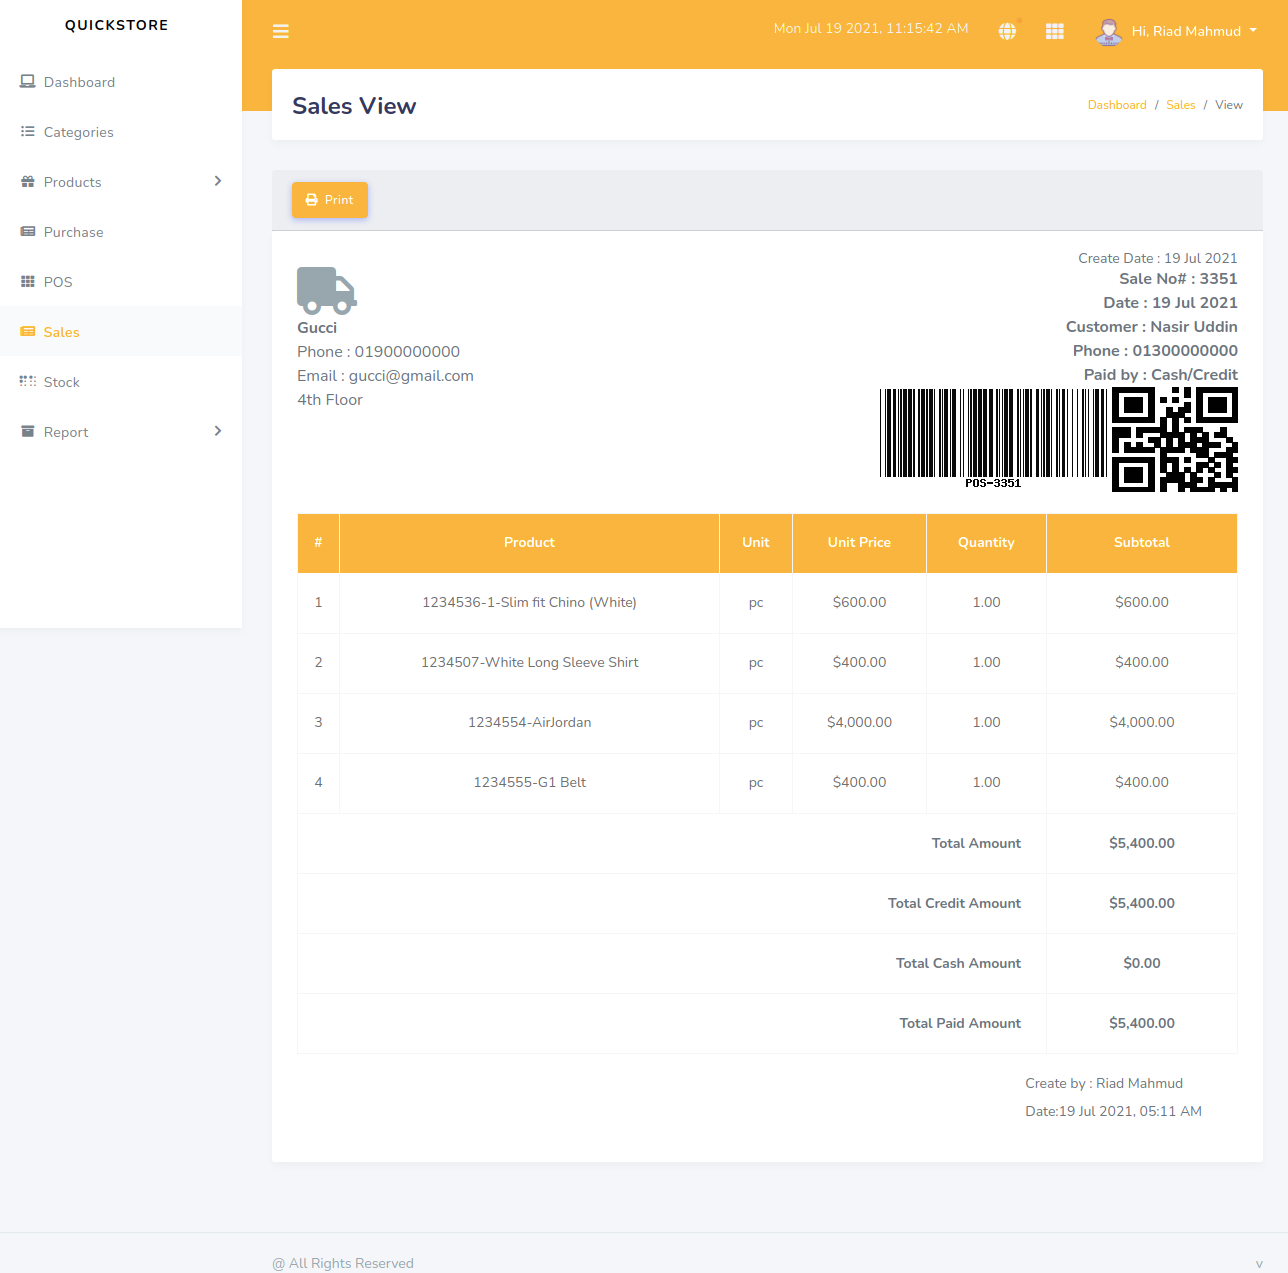 QUICKSTORE
Mon Jul 19 2021, 11:15:42 AM
Hi, Riad Mahmud
Dashboard
Categories
Products
Purchase
POS
Sales
Stock
Report
Sales View
Dashboard / Sales / View
Print
Gucci
Phone : 01900000000
Email : gucci@gmail.com
4th Floor
Create Date : 19 Jul 2021
Sale No# : 3351
Date : 19 Jul 2021
Customer : Nasir Uddin
Phone : 01300000000
Paid by : Cash/Credit
POS-3351
# Product Unit Unit Price Quantity Subtotal
1 1234536-1-Slim fit Chino (White) pc $600.00 1.00 $600.00
2 1234507-White Long Sleeve Shirt pc $400.00 1.00 $400.00
3 1234554-AirJordan pc $4,000.00 1.00 $4,000.00
4 1234555-G1 Belt pc $400.00 1.00 $400.00
Total Amount $5,400.00
Total Credit Amount $5,400.00
Total Cash Amount $0.00
Total Paid Amount $5,400.00
Create by : Riad Mahmud
Date:19 Jul 2021, 05:11 AM
@ All Rights Reserved v